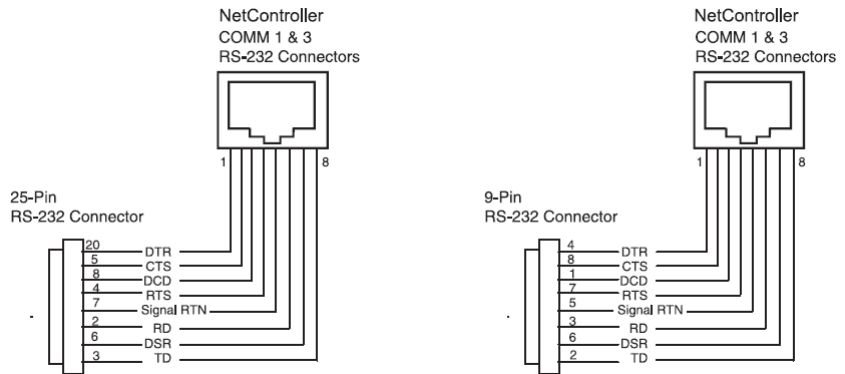 NetController
COMM 1 & 3
RS-232 Connectors
1 8
25-Pin
RS-232 Connector
20 DTR
5 CTS
8 DCD
4 RTS
7 Signal RTN
2 RD
6 DSR
3 TD
NetController
COMM 1 & 3
RS-232 Connectors
1 8
9-Pin
RS-232 Connector
4 DTR
8 CTS
1 DCD
7 RTS
5 Signal RTN
3 RD
6 DSR
2 TD